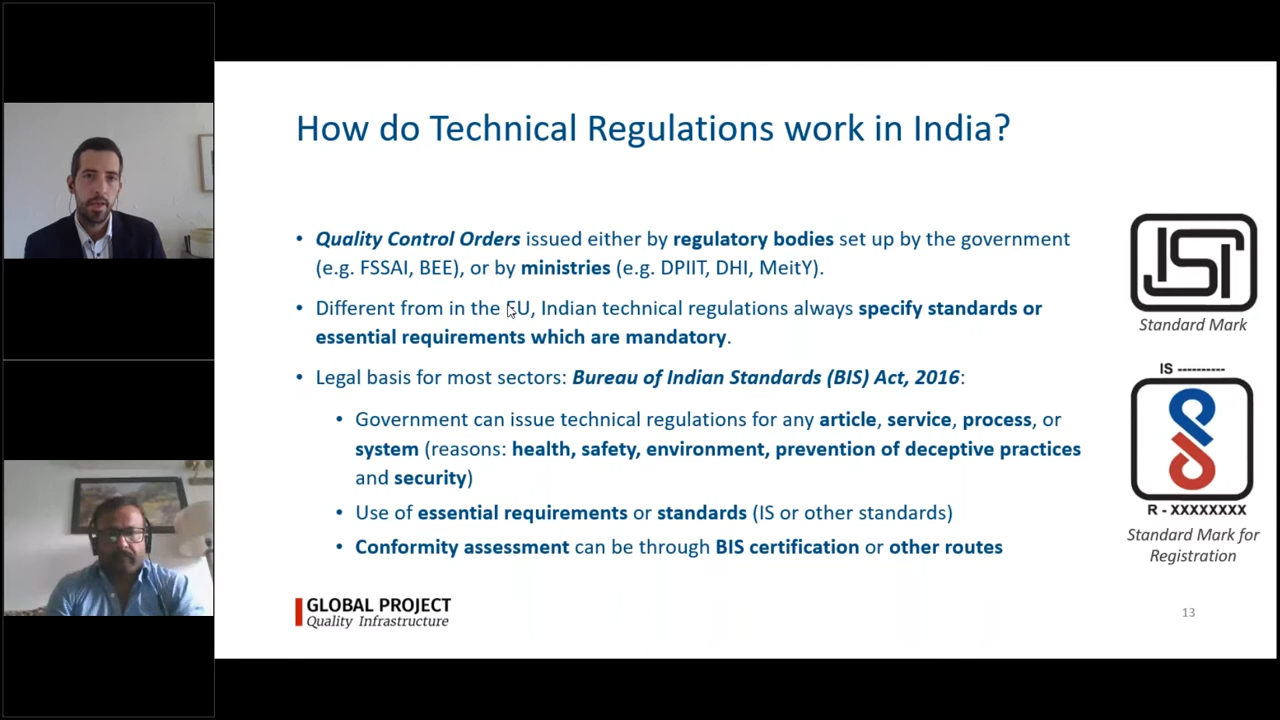 How do Technical Regulations work in India?
• Quality Control Orders issued either by regulatory bodies set up by the government
(e.g. FSSAI, BEE), or by ministries (e.g. DPIIT, DHI, MeitY).
• Different from in the EU, Indian technical regulations always specify standards or
essential requirements which are mandatory.
• Legal basis for most sectors: Bureau of Indian Standards (BIS) Act, 2016:
• Government can issue technical regulations for any article, service, process, or
system (reasons: health, safety, environment, prevention of deceptive practices
and security)
• Use of essential requirements or standards (IS or other standards)
• Conformity assessment can be through BIS certification or other routes
ISI
Standard Mark
IS ----------
R - XXXXXXXX
Standard Mark for
Registration
GLOBAL PROJECT
Quality Infrastructure
13